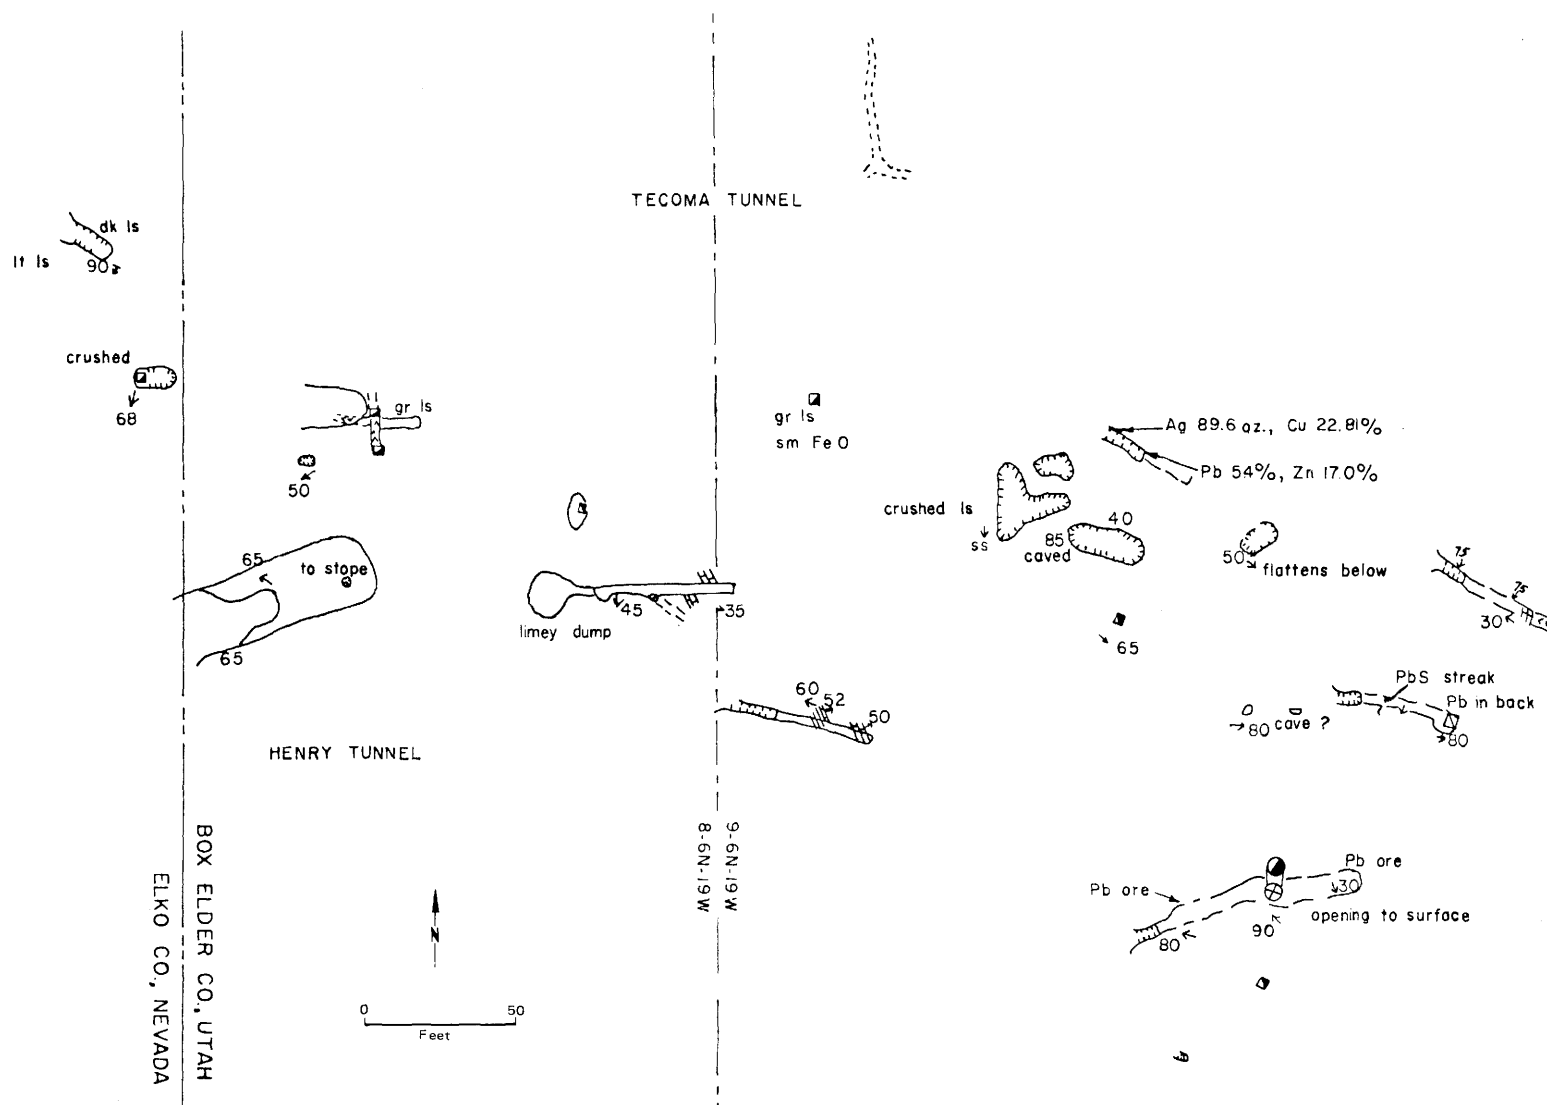 TECOMA TUNNEL
dk ls
lt ls
90
crushed
68
gr ls
50
gr ls
sm FeO
Ag 89.6 oz., Cu 22.81%
Pb 54%, Zn 17.0%
crushed ls
ss
85
caved
40
50
flattens below
75
75
30
65
to stope
65
limey dump
45
35
65
PbS streak
Pb in back
80
cave ?
80
60
52
50
HENRY TUNNEL
BOX ELDER CO., UTAH
ELKO CO., NEVADA
9-6N-19W
8-6N-19W
N
0
50
Feet
Pb ore
Pb ore
30
opening to surface
80
90